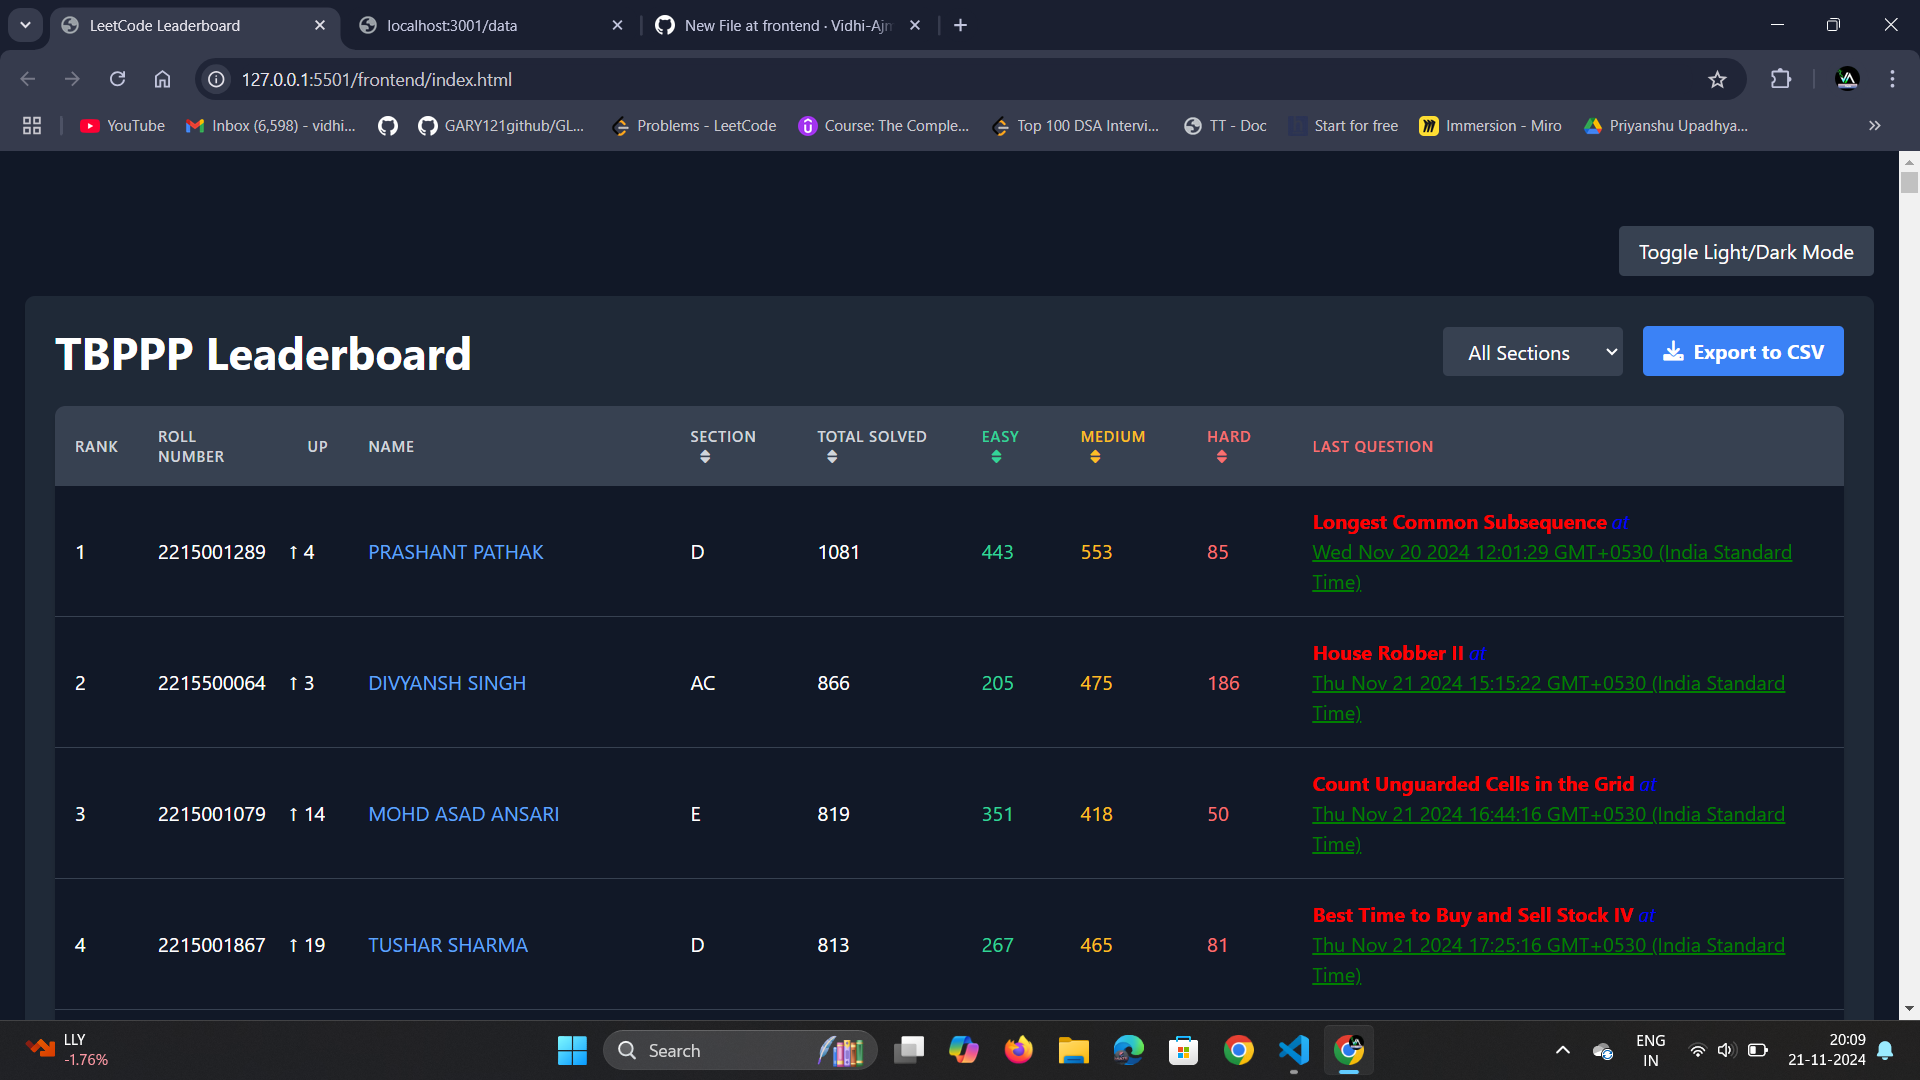 LeetCode Leaderboard
localhost:3001/data
New File at frontend · Vidhi-Ajm
127.0.0.1:5501/frontend/index.html
YouTube
Inbox (6,598) - vidhi...
GARY121github/GL...
Problems - LeetCode
Course: The Comple...
Top 100 DSA Intervi...
TT - Doc
Start for free
Immersion - Miro
Priyanshu Upadhya...
Toggle Light/Dark Mode
TBPPP Leaderboard
All Sections
Export to CSV
RANK ROLL NUMBER UP NAME SECTION TOTAL SOLVED EASY MEDIUM HARD LAST QUESTION
1 2215001289 ↑ 4 PRASHANT PATHAK D 1081 443 553 85
Longest Common Subsequence at
Wed Nov 20 2024 12:01:29 GMT+0530 (India Standard
Time)
2 2215500064 ↑ 3 DIVYANSH SINGH AC 866 205 475 186
House Robber II at
Thu Nov 21 2024 15:15:22 GMT+0530 (India Standard
Time)
3 2215001079 ↑ 14 MOHD ASAD ANSARI E 819 351 418 50
Count Unguarded Cells in the Grid at
Thu Nov 21 2024 16:44:16 GMT+0530 (India Standard
Time)
4 2215001867 ↑ 19 TUSHAR SHARMA D 813 267 465 81
Best Time to Buy and Sell Stock IV at
Thu Nov 21 2024 17:25:16 GMT+0530 (India Standard
Time)
LLY
-1.76%
Search
ENG
IN
20:09
21-11-2024